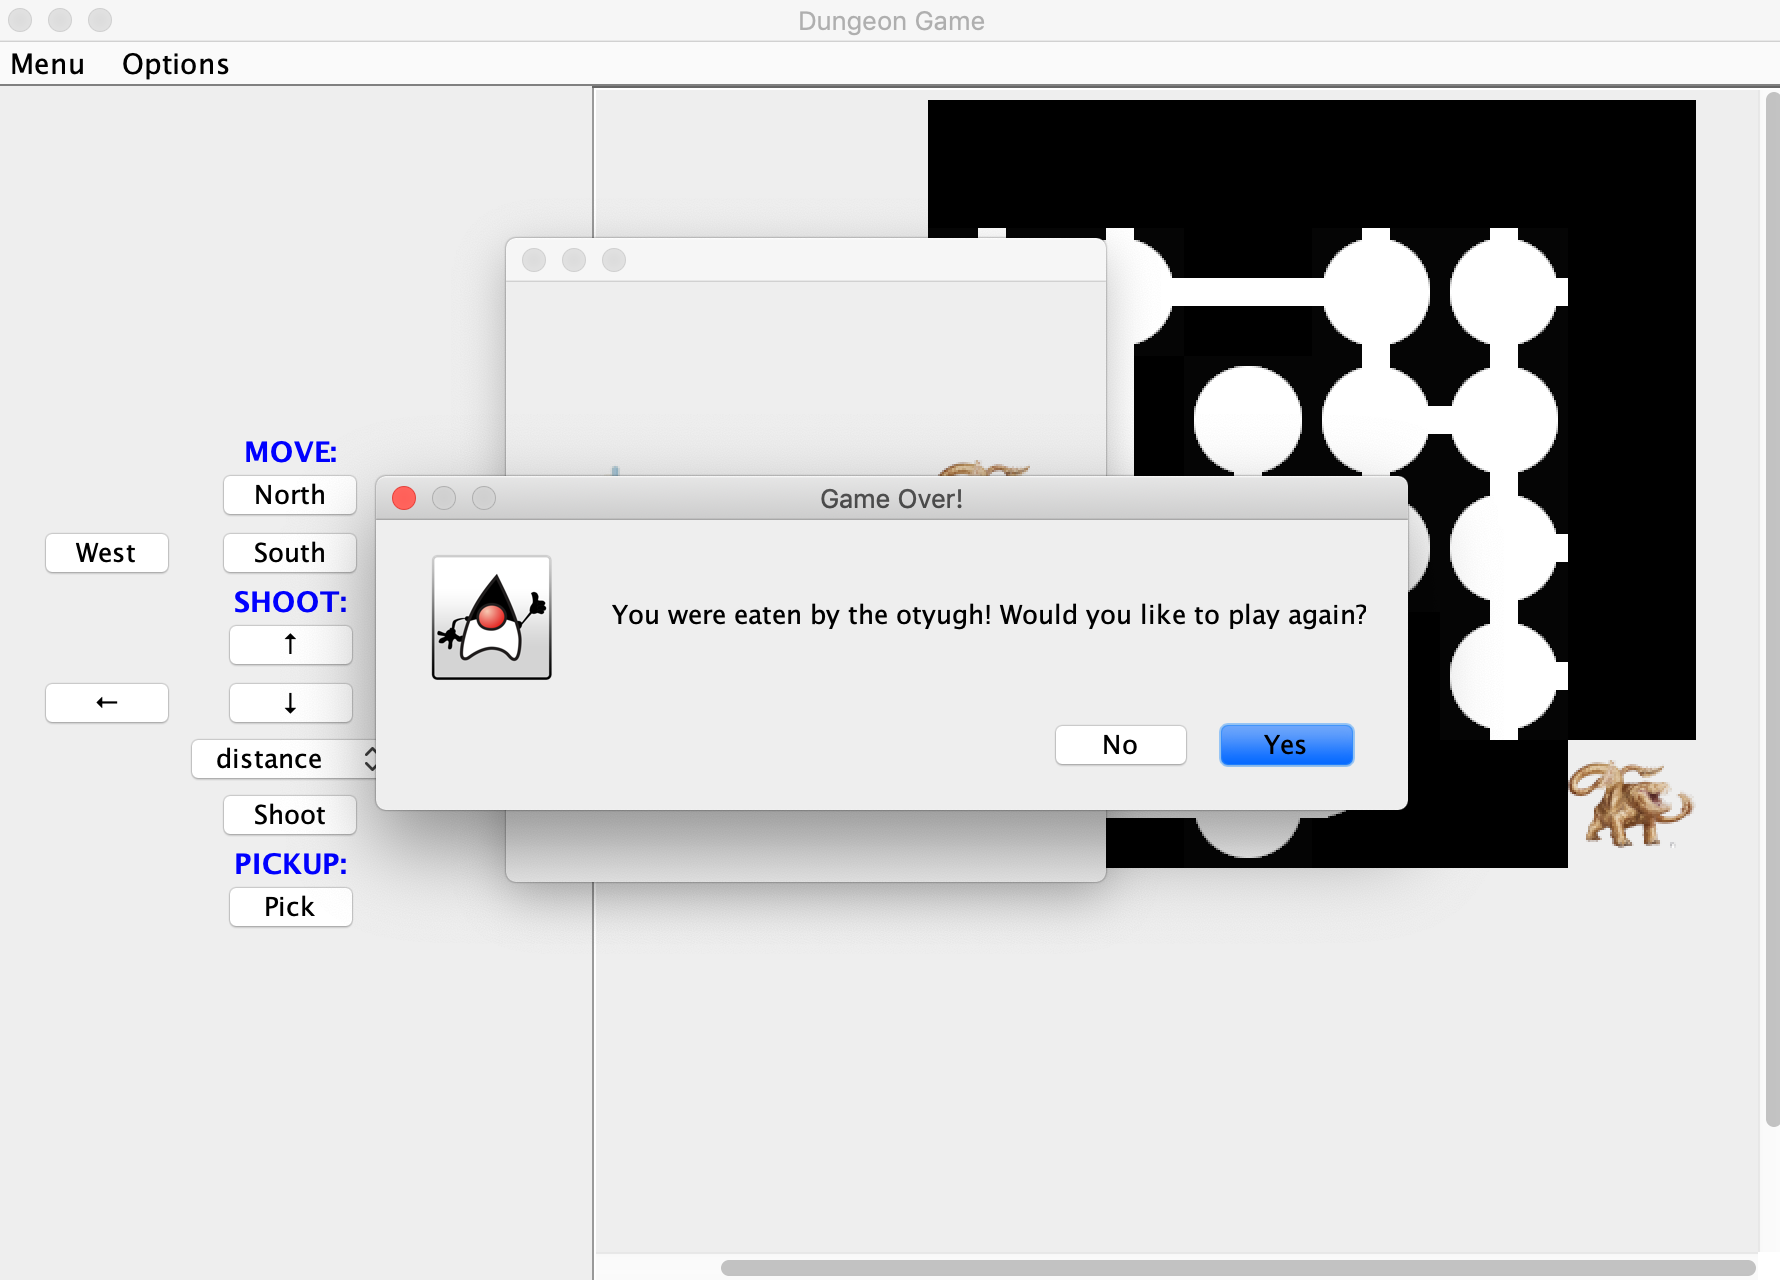 Dungeon Game
Menu Options
MOVE:
North
West South
SHOOT:
↑
← ↓
distance
Shoot
PICKUP:
Pick
Game Over!
You were eaten by the otyugh! Would you like to play again?
No Yes